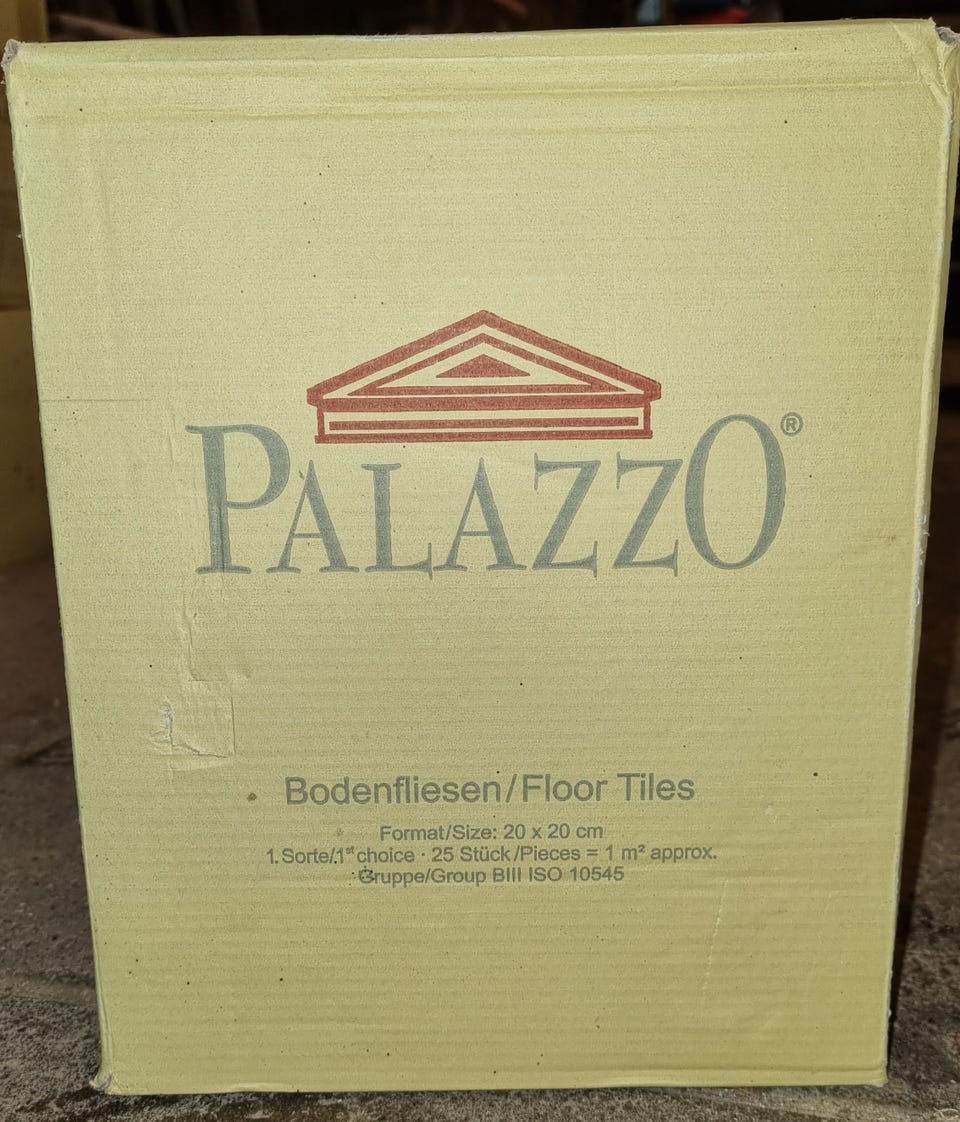 PALAZZO®
Bodenfliesen/Floor Tiles
Format/Size: 20 x 20 cm
1. Sorte/1st choice · 25 Stück/Pieces = 1 m² approx.
Gruppe/Group BIII ISO 10545